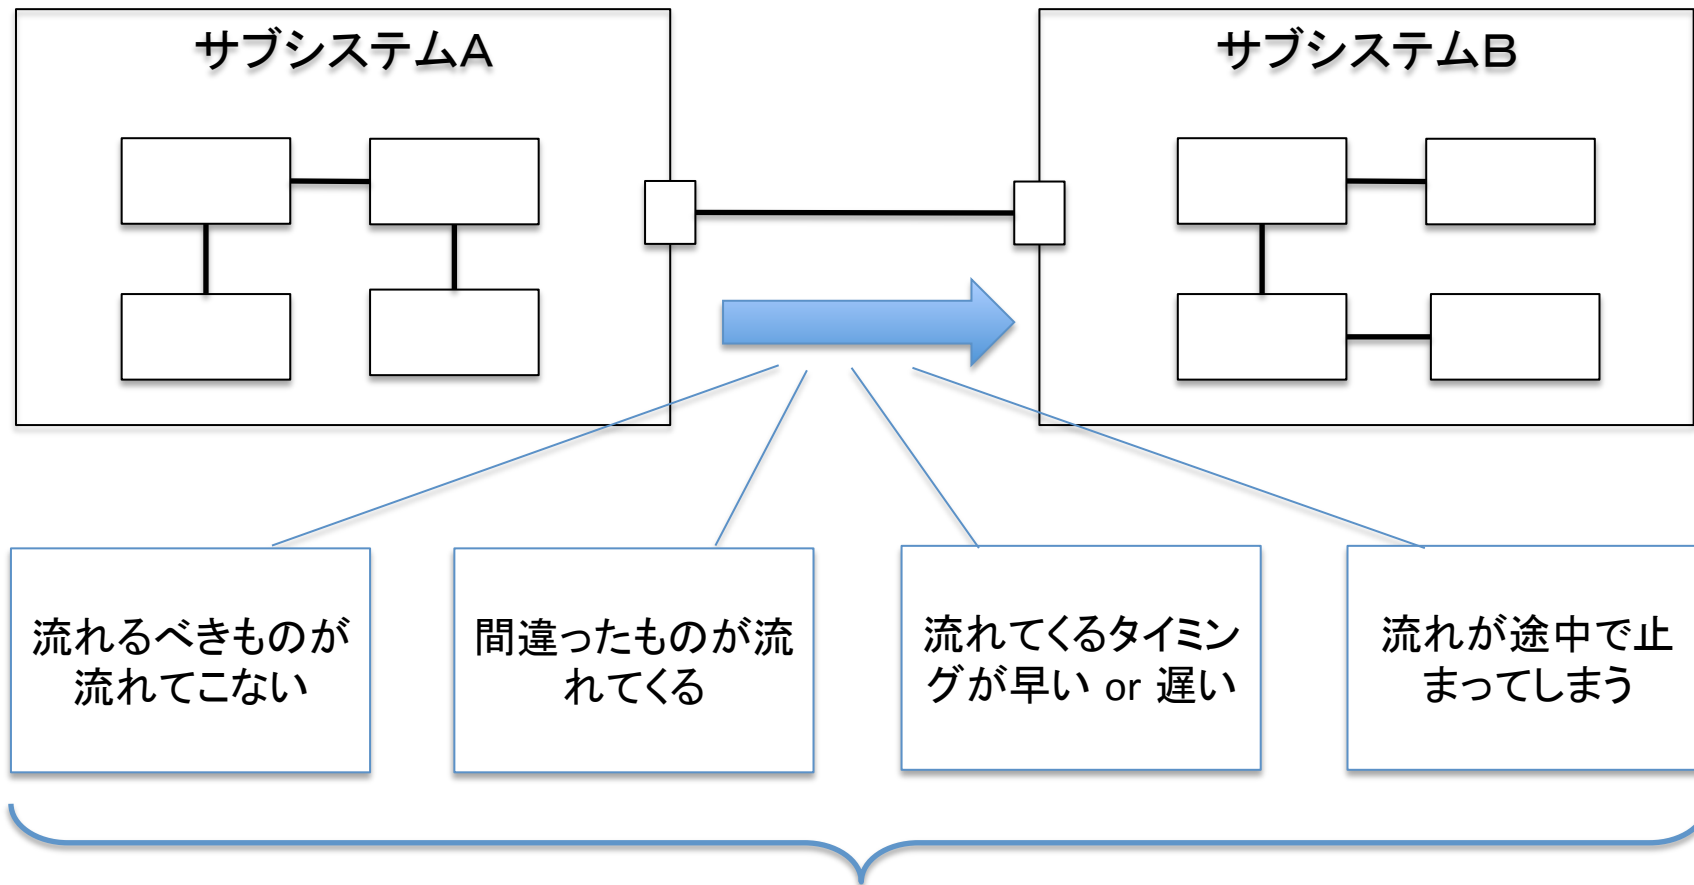 サブシステムA
サブシステムB
流れるべきものが
流れてこない
間違ったものが流
れてくる
流れてくるタイミン
グが早い or 遅い
流れが途中で止
まってしまう